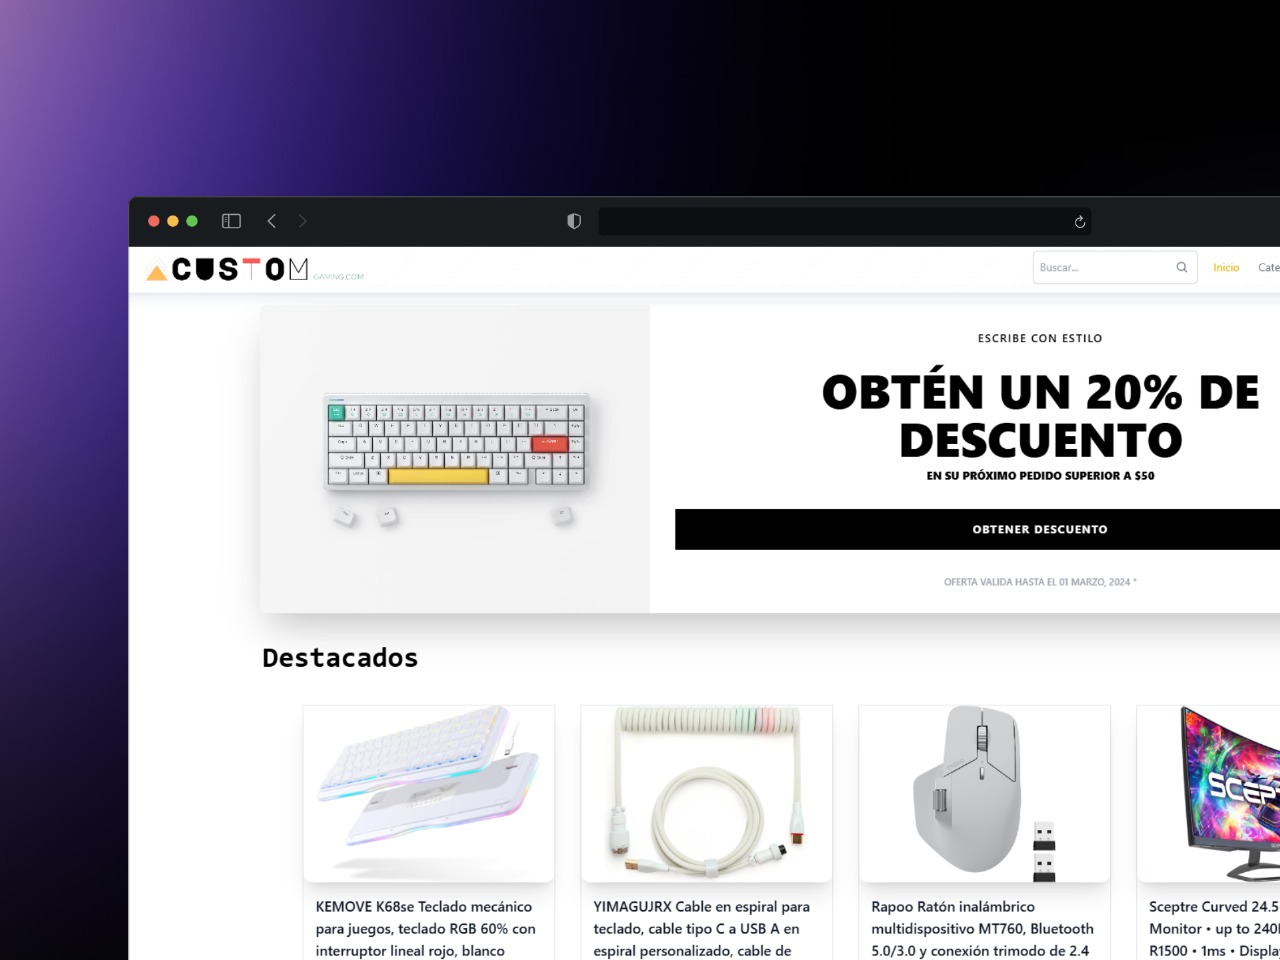 CUSTOM GAMING.COM
Buscar...
Inicio
Cate
ESCRIBE CON ESTILO
OBTÉN UN 20% DE
DESCUENTO
EN SU PRÓXIMO PEDIDO SUPERIOR A $50
OBTENER DESCUENTO
OFERTA VALIDA HASTA EL 01 MARZO, 2024 *
Destacados
SCEPT
KEMOVE K68se Teclado mecánico
para juegos, teclado RGB 60% con
interruptor lineal rojo, blanco
YIMAGUJRX Cable en espiral para
teclado, cable tipo C a USB A en
espiral personalizado, cable de
Rapoo Ratón inalámbrico
multidispositivo MT760, Bluetooth
5.0/3.0 y conexión trimodo de 2.4
Sceptre Curved 24.5
Monitor • up to 240
R1500 • 1ms • Displa